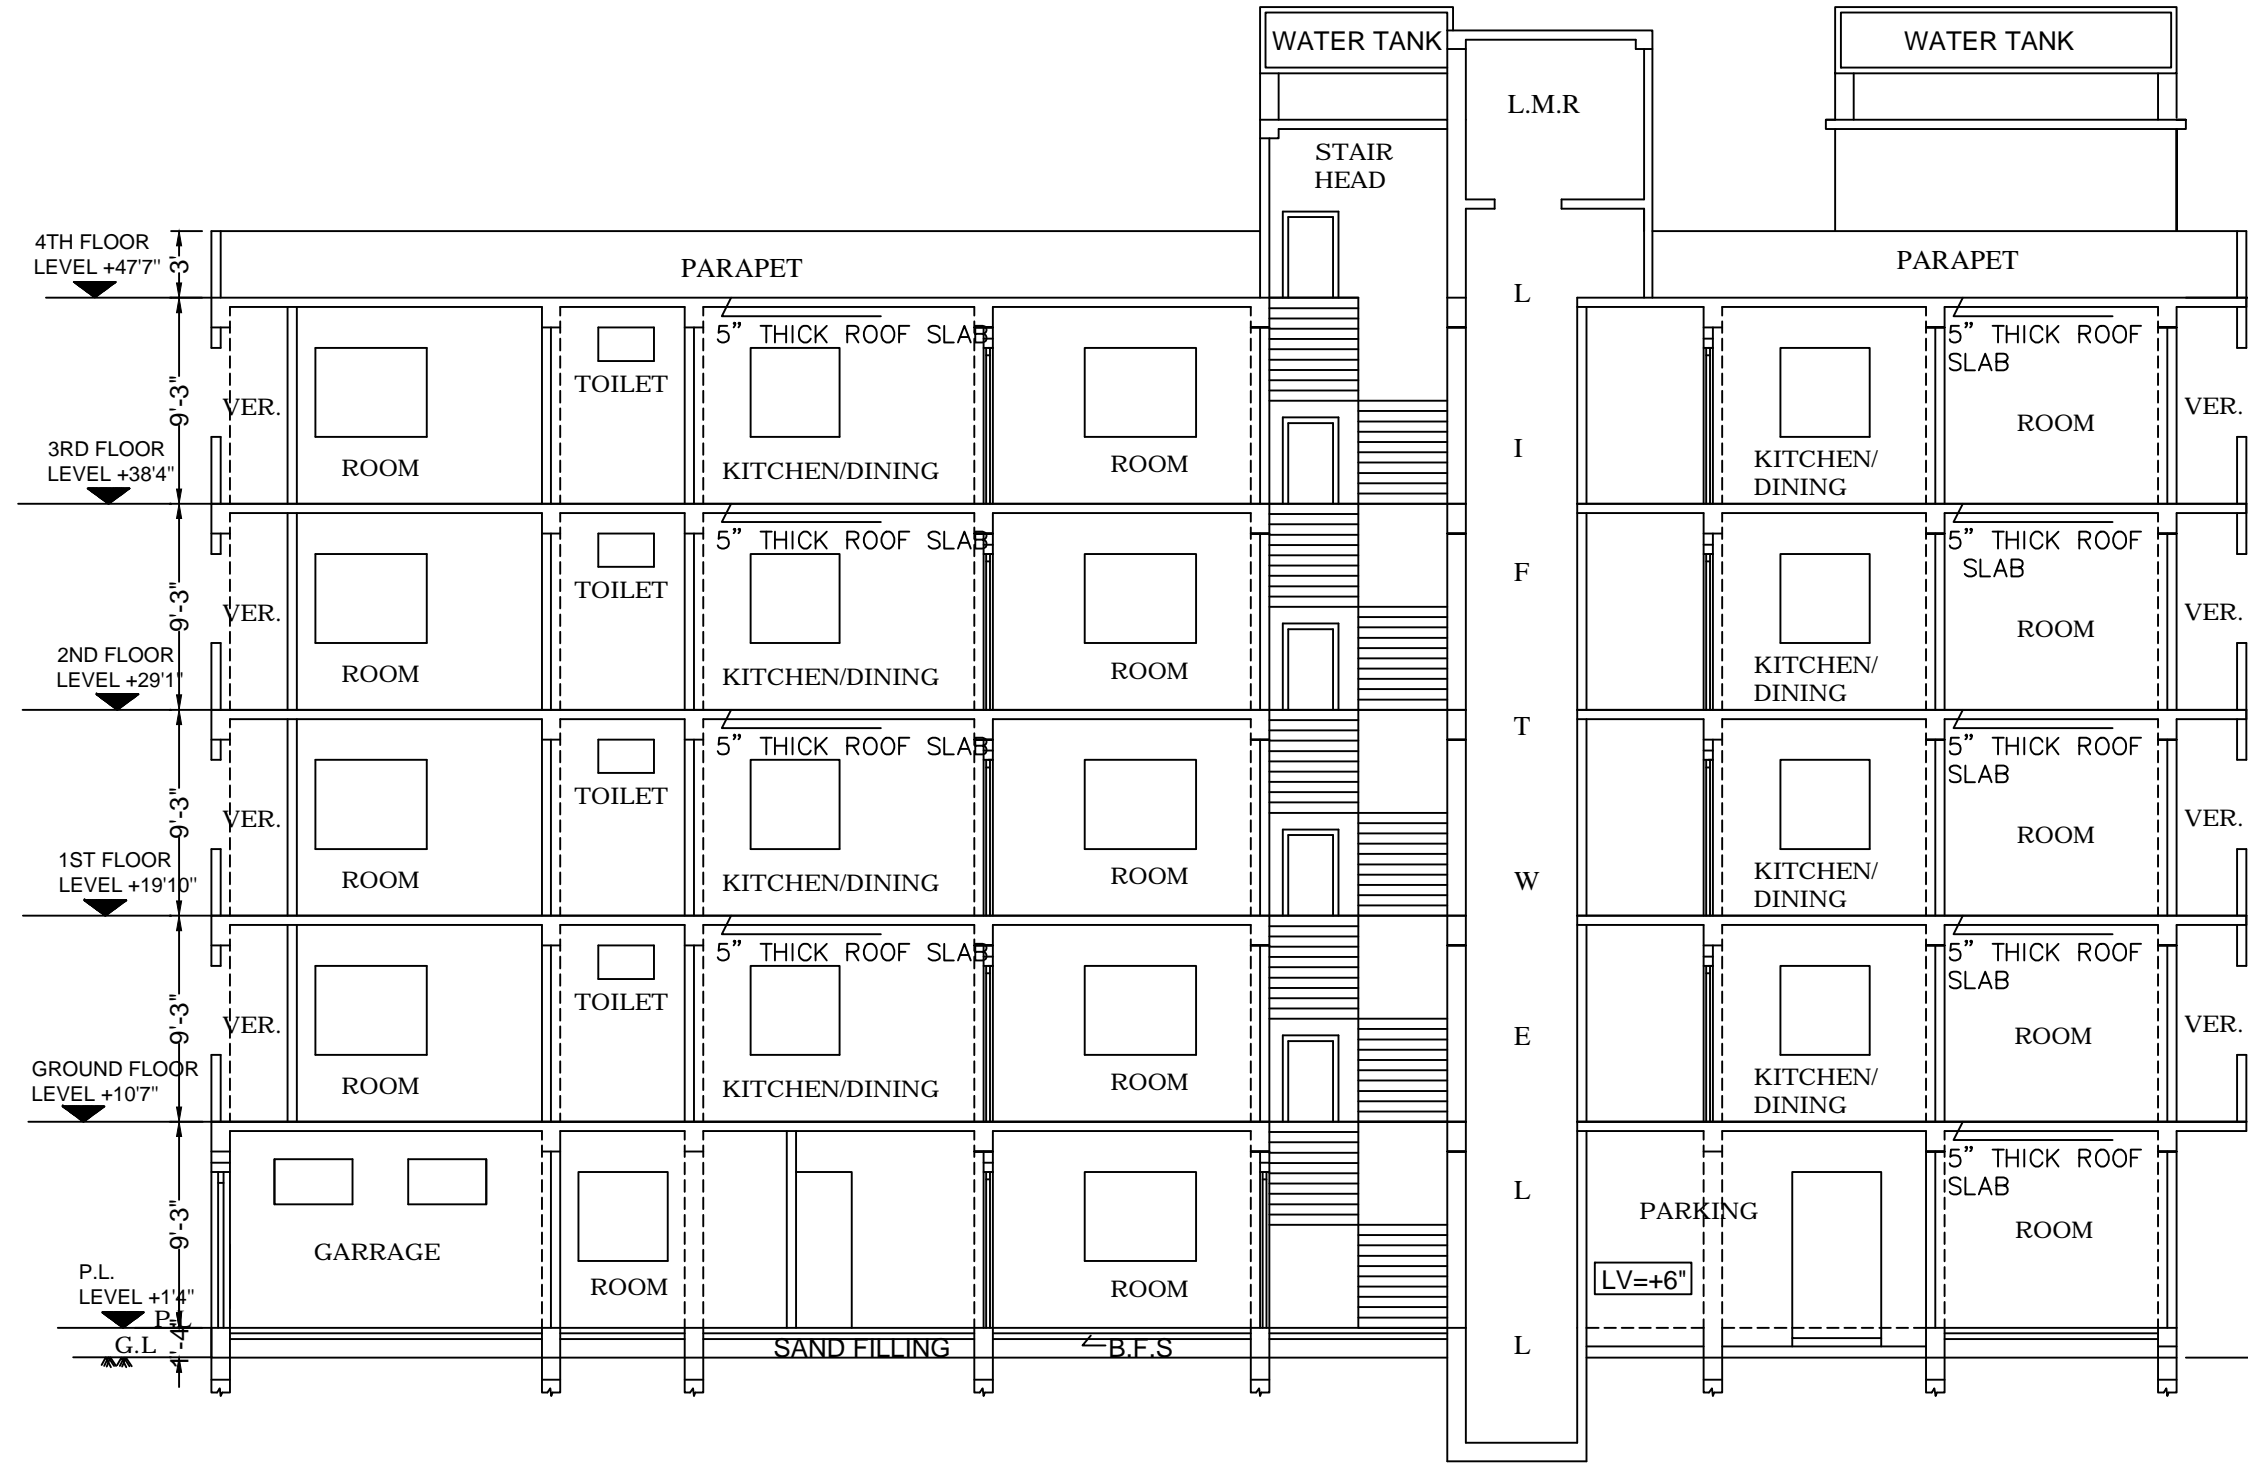 WATER TANK
WATER TANK
L.M.R
STAIR
HEAD
4TH FLOOR
LEVEL +47'7"
3'
PARAPET
PARAPET
5" THICK ROOF SLAB
5" THICK ROOF
SLAB
9'-3"
VER.
ROOM
TOILET
KITCHEN/DINING
ROOM
KITCHEN/
DINING
ROOM
VER.
3RD FLOOR
LEVEL +38'4"
5" THICK ROOF SLAB
5" THICK ROOF
SLAB
9'-3"
VER.
ROOM
TOILET
KITCHEN/DINING
ROOM
KITCHEN/
DINING
ROOM
VER.
2ND FLOOR
LEVEL +29'1"
5" THICK ROOF SLAB
5" THICK ROOF
SLAB
9'-3"
VER.
ROOM
TOILET
KITCHEN/DINING
ROOM
KITCHEN/
DINING
ROOM
VER.
1ST FLOOR
LEVEL +19'10"
5" THICK ROOF SLAB
5" THICK ROOF
SLAB
9'-3"
VER.
ROOM
TOILET
KITCHEN/DINING
ROOM
KITCHEN/
DINING
ROOM
VER.
GROUND FLOOR
LEVEL +10'7"
5" THICK ROOF
SLAB
9'-3"
GARRAGE
ROOM
ROOM
PARKING
ROOM
LV=+6"
P.L.
LEVEL +1'4"
P.L
G.L
1'-4"
SAND FILLING
B.F.S
L
I
F
T
W
E
L
L